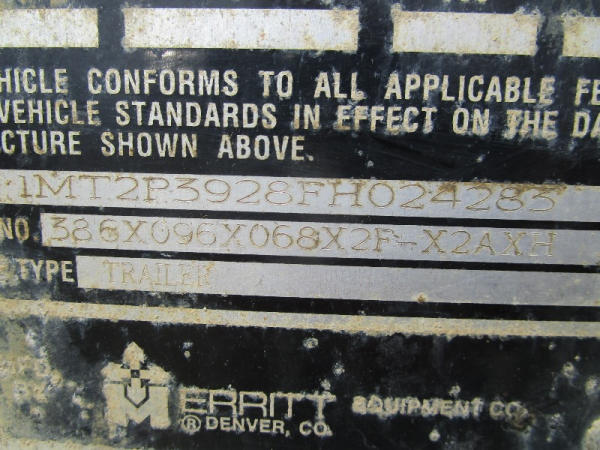 HICLE CONFORMS TO ALL APPLICABLE FE
VEHICLE STANDARDS IN EFFECT ON THE DA
CTURE SHOWN ABOVE.
1MT2P3928FH024283
NO 386X096X068X2F-X2AXH
TYPE TRAILER
MERRITT EQUIPMENT CO.
® DENVER, CO.